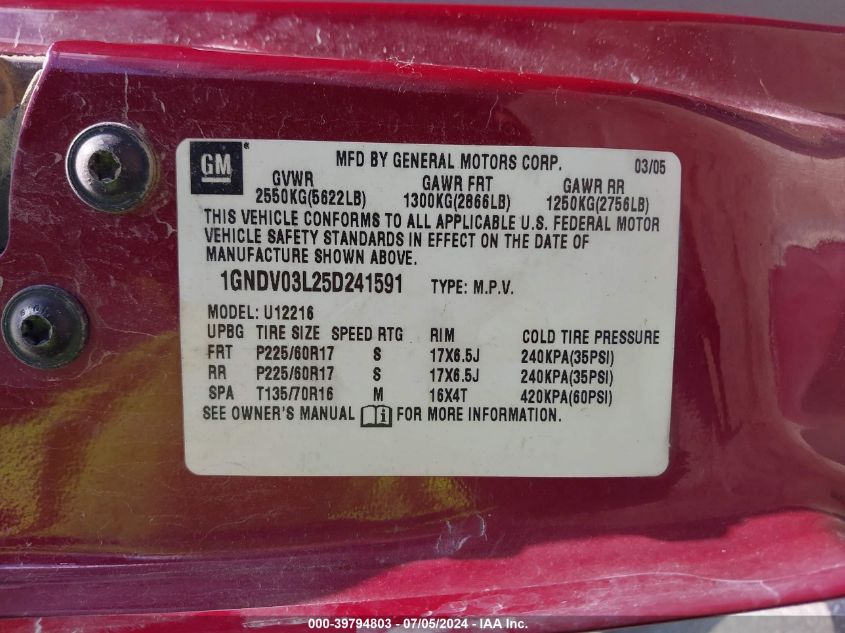 GM
MFD BY GENERAL MOTORS CORP. 03/05
GVWR GAWR FRT GAWR RR
2550KG(5622LB) 1300KG(2866LB) 1250KG(2756LB)
THIS VEHICLE CONFORMS TO ALL APPLICABLE U.S. FEDERAL MOTOR
VEHICLE SAFETY STANDARDS IN EFFECT ON THE DATE OF
MANUFACTURE SHOWN ABOVE.
1GNDV03L25D241591 TYPE: M.P.V.
MODEL: U12216
UPBG TIRE SIZE SPEED RTG RIM COLD TIRE PRESSURE
FRT P225/60R17 S 17X6.5J 240KPA(35PSI)
RR P225/60R17 S 17X6.5J 240KPA(35PSI)
SPA T135/70R16 M 16X4T 420KPA(60PSI)
SEE OWNER'S MANUAL i FOR MORE INFORMATION.
000-39794803 - 07/05/2024 - IAA Inc.